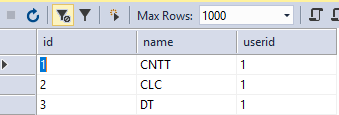 Max Rows: 1000
id name userid
1 CNTT 1
2 CLC 1
3 DT 1